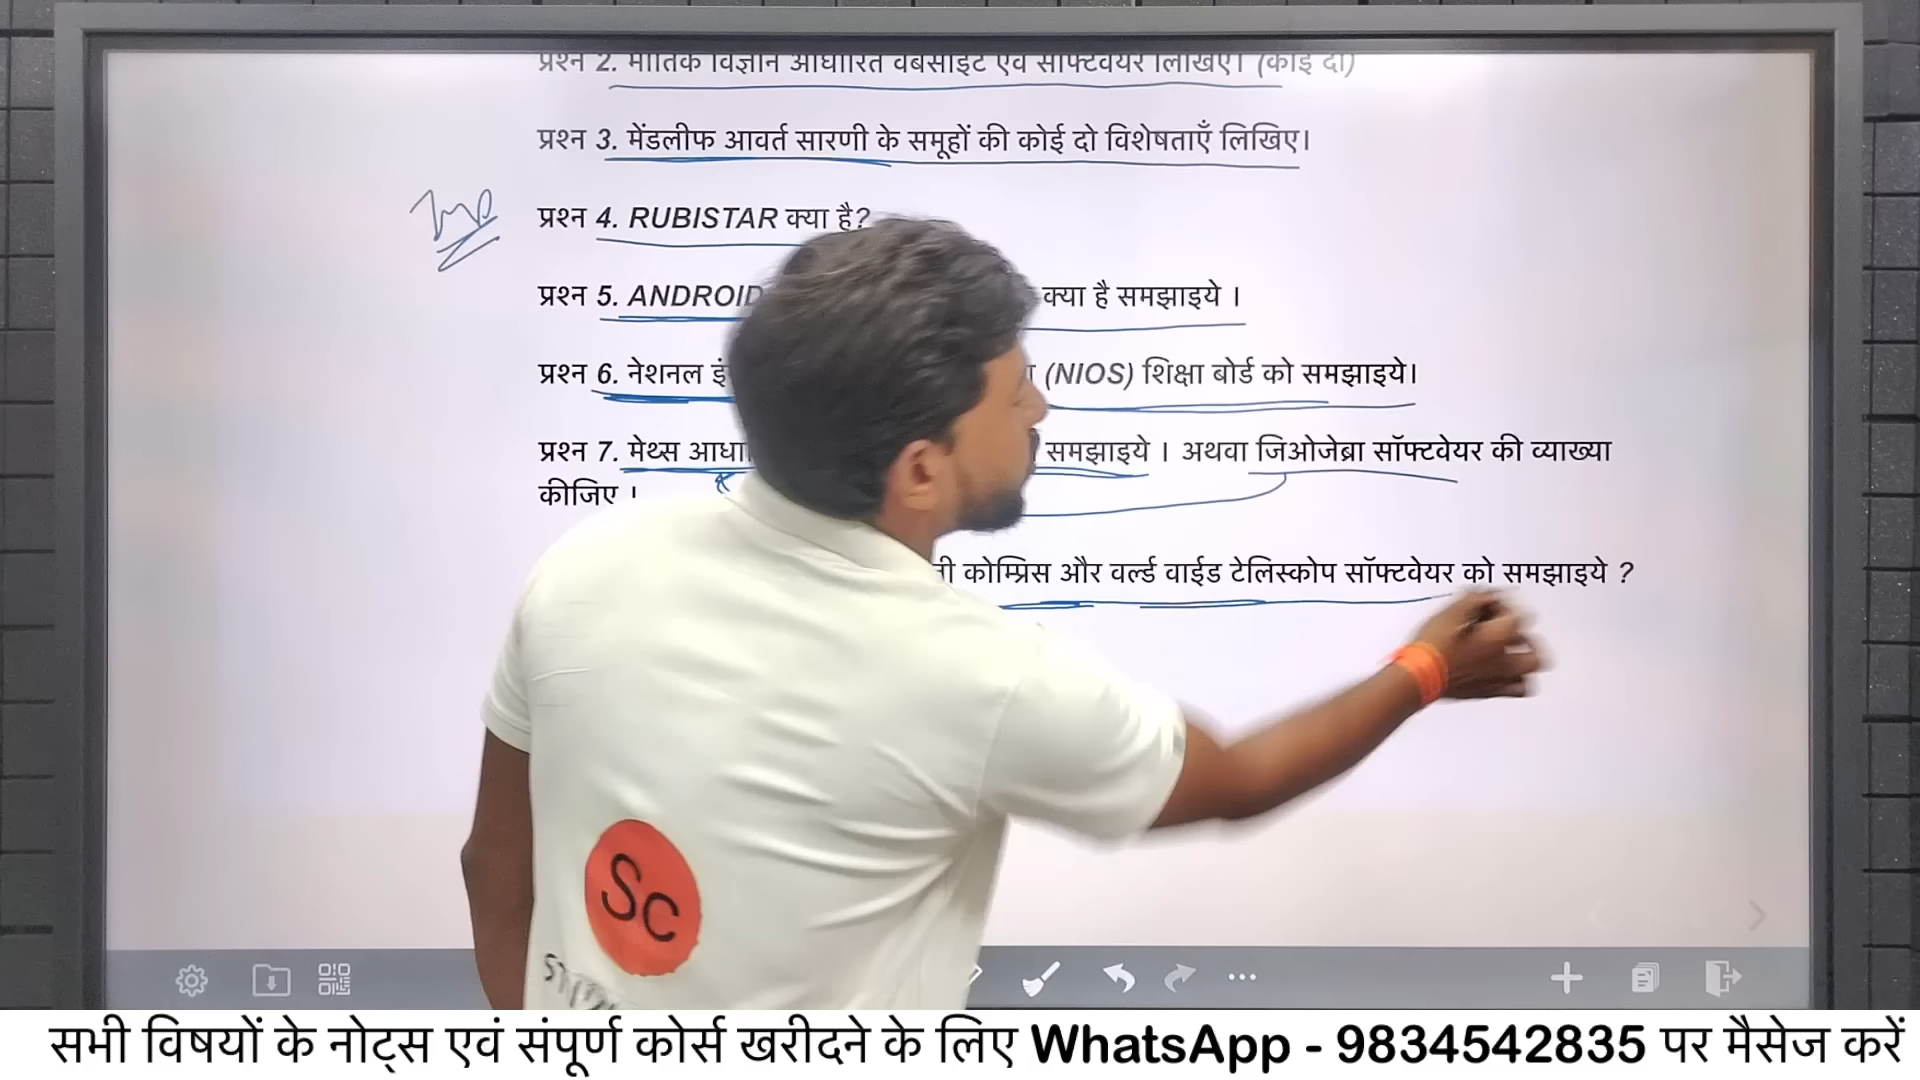 प्रश्न 2. भौतिक विज्ञान आधारित वेबसाइट एवं सॉफ्टवेयर लिखिए। (कोई दो)
प्रश्न 3. मेंडलीफ आवर्त सारणी के समूहों की कोई दो विशेषताएँ लिखिए।
Imp
प्रश्न 4. RUBISTAR क्या है?
प्रश्न 5. ANDROID क्या है समझाइये ।
प्रश्न 6. नेशनल (NIOS) शिक्षा बोर्ड को समझाइये।
प्रश्न 7. मेथ्स समझाइये । अथवा जिओजेब्रा सॉफ्टवेयर की व्याख्या
कीजिए ।
कोम्प्रिस और वर्ल्ड वाईड टेलिस्कोप सॉफ्टवेयर को समझाइये ?
Sc
सभी विषयों के नोट्स एवं संपूर्ण कोर्स खरीदने के लिए WhatsApp - 9834542835 पर मैसेज करें